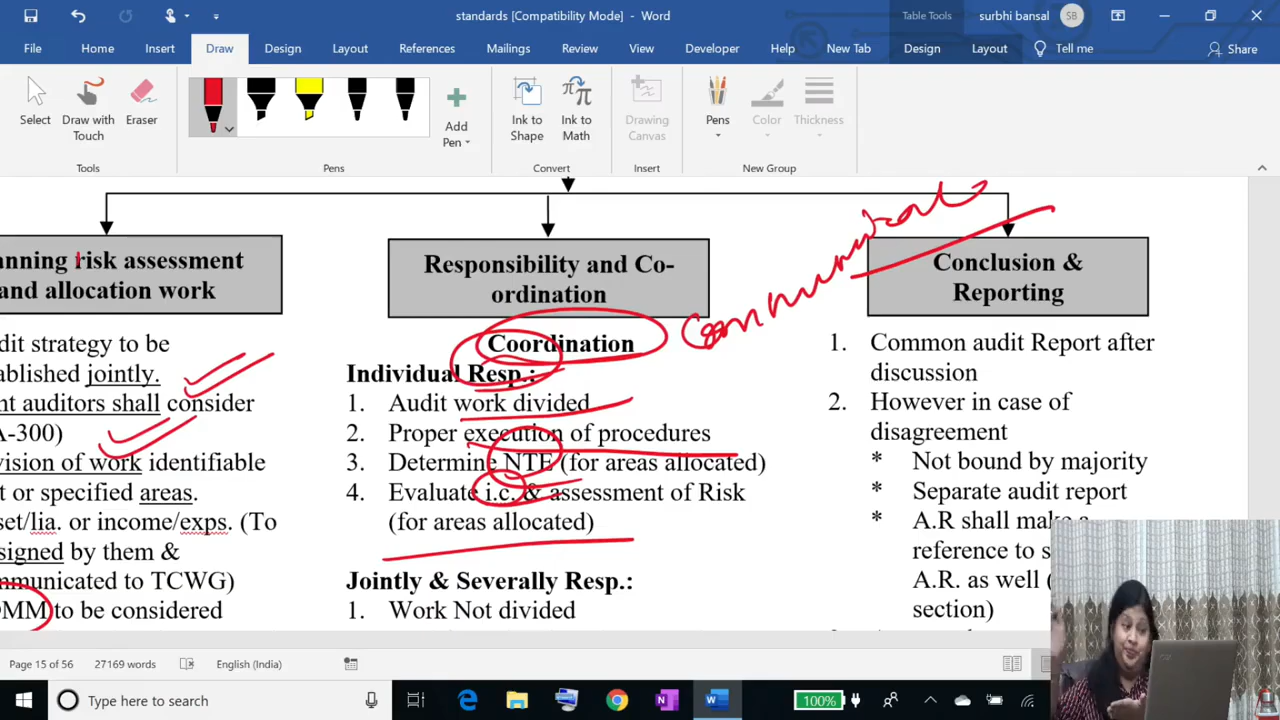 standards [Compatibility Mode] - Word
Table Tools
surbhi bansal
SB
File Home Insert Draw Design Layout References Mailings Review View Developer Help New Tab Design Layout Tell me Share
Select
Draw with Touch
Eraser
Add Pen
Ink to Shape
Ink to Math
Drawing Canvas
Pens
Color
Thickness
Tools
Pens
Convert
Insert
New Group
anning risk assessment
and allocation work
dit strategy to be
ablished jointly.
nt auditors shall consider
A-300)
vision of work identifiable
et or specified areas.
set/lia. or income/exps. (To
signed by them &
mmunicated to TCWG)
OMM to be considered
Responsibility and Co-
ordination
Coordination
Individual Resp.:
1. Audit work divided
2. Proper execution of procedures
3. Determine NTE (for areas allocated)
4. Evaluate i.c. & assessment of Risk
(for areas allocated)
Jointly & Severally Resp.:
1. Work Not divided
Conclusion &
Reporting
1. Common audit Report after
discussion
2. However in case of
disagreement
* Not bound by majority
* Separate audit report
* A.R shall make a
reference to s
A.R. as well (
section)
Page 15 of 56
27169 words
English (India)
Type here to search
100%